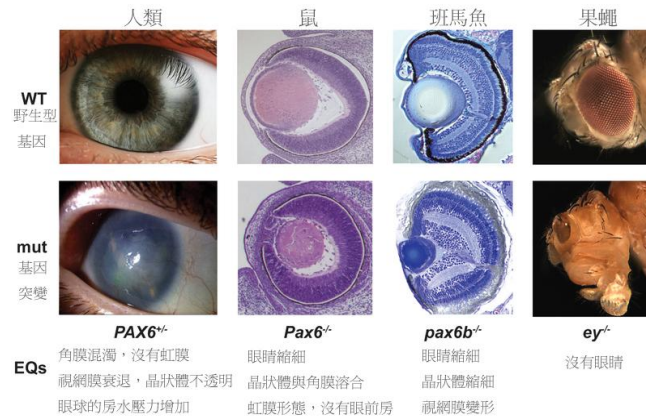 人類 鼠 班馬魚 果蠅
WT
野生型
基因
mut
基因
突變
PAX6+/- Pax6-/- pax6b-/- ey-/-
EQs
角膜混濁，沒有虹膜
視網膜衰退，晶狀體不透明
眼球的房水壓力增加
眼睛縮細
晶狀體與角膜溶合
虹膜形態，沒有眼前房
眼睛縮細
晶狀體縮細
視網膜變形
沒有眼睛